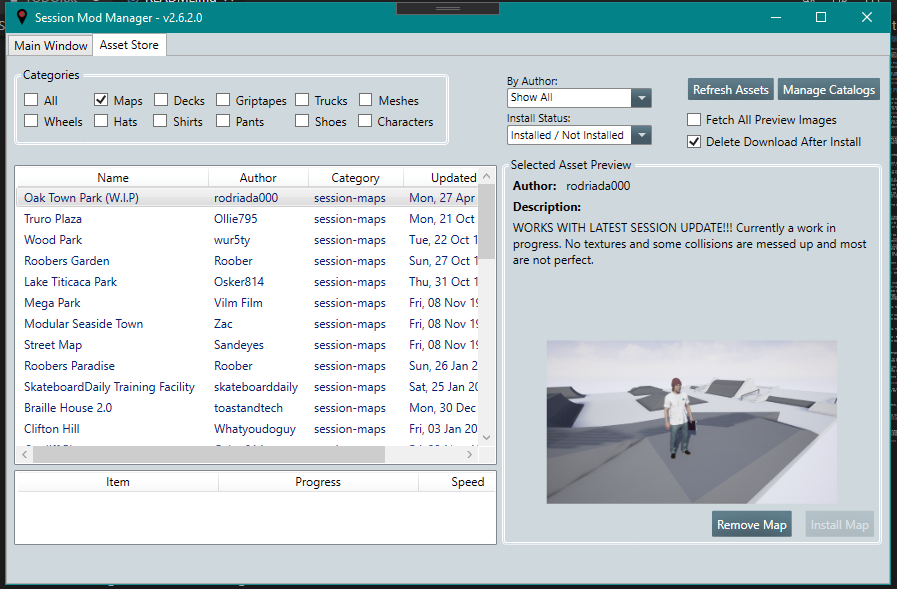 Session Mod Manager - v2.6.2.0
Main Window Asset Store
Categories
All Maps Decks Griptapes Trucks Meshes
Wheels Hats Shirts Pants Shoes Characters
By Author:
Show All
Install Status:
Installed / Not Installed
Refresh Assets Manage Catalogs
Fetch All Preview Images
Delete Download After Install
Name Author Category Updated
Oak Town Park (W.I.P) rodriada000 session-maps Mon, 27 Apr
Truro Plaza Ollie795 session-maps Mon, 21 Oct
Wood Park wur5ty session-maps Tue, 22 Oct 1
Roobers Garden Roober session-maps Sun, 27 Oct 1
Lake Titicaca Park Osker814 session-maps Thu, 31 Oct 1
Mega Park Vilm Film session-maps Fri, 08 Nov 19
Modular Seaside Town Zac session-maps Fri, 08 Nov 19
Street Map Sandeyes session-maps Fri, 08 Nov 19
Roobers Paradise Roober session-maps Sun, 26 Jan 2
SkateboardDaily Training Facility skateboarddaily session-maps Sat, 25 Jan 20
Braille House 2.0 toastandtech session-maps Mon, 30 Dec
Clifton Hill Whatyoudoguy session-maps Fri, 03 Jan 20
Item Progress Speed
Selected Asset Preview
Author: rodriada000
Description:
WORKS WITH LATEST SESSION UPDATE!!! Currently a work in
progress. No textures and some collisions are messed up and most
are not perfect.
Remove Map Install Map